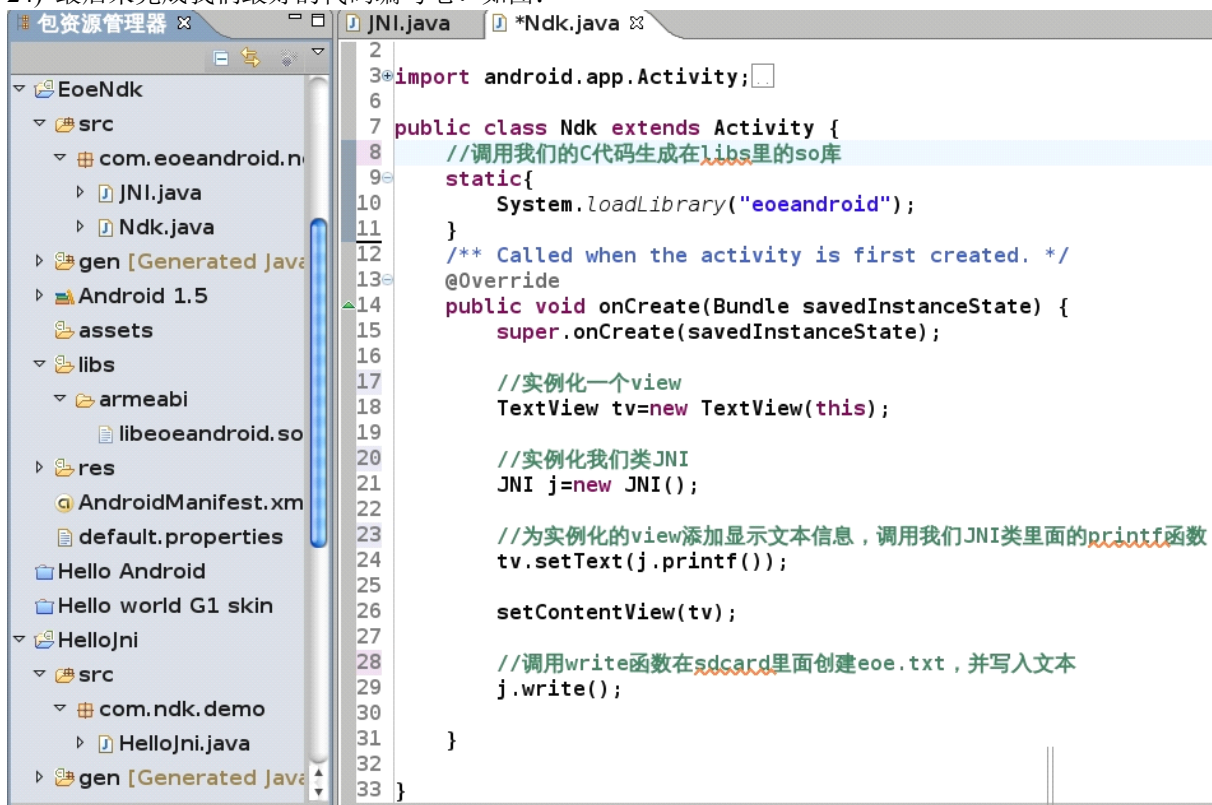 包资源管理器
EoeNdk
src
com.eoeandroid.n
JNI.java
Ndk.java
gen [Generated Java
Android 1.5
assets
libs
armeabi
libeoeandroid.so
res
AndroidManifest.xm
default.properties
Hello Android
Hello world G1 skin
HelloJni
src
com.ndk.demo
HelloJni.java
gen [Generated Java
JNI.java *Ndk.java
2
3 import android.app.Activity;
6
7 public class Ndk extends Activity {
8 //调用我们的C代码生成在libs里的so库
9 static{
10 System.loadLibrary("eoeandroid");
11 }
12 /** Called when the activity is first created. */
13 @Override
14 public void onCreate(Bundle savedInstanceState) {
15 super.onCreate(savedInstanceState);
16
17 //实例化一个view
18 TextView tv=new TextView(this);
19
20 //实例化我们类JNI
21 JNI j=new JNI();
22
23 //为实例化的view添加显示文本信息，调用我们JNI类里面的printf函数
24 tv.setText(j.printf());
25
26 setContentView(tv);
27
28 //调用write函数在sdcard里面创建eoe.txt，并写入文本
29 j.write();
30
31 }
32
33 }